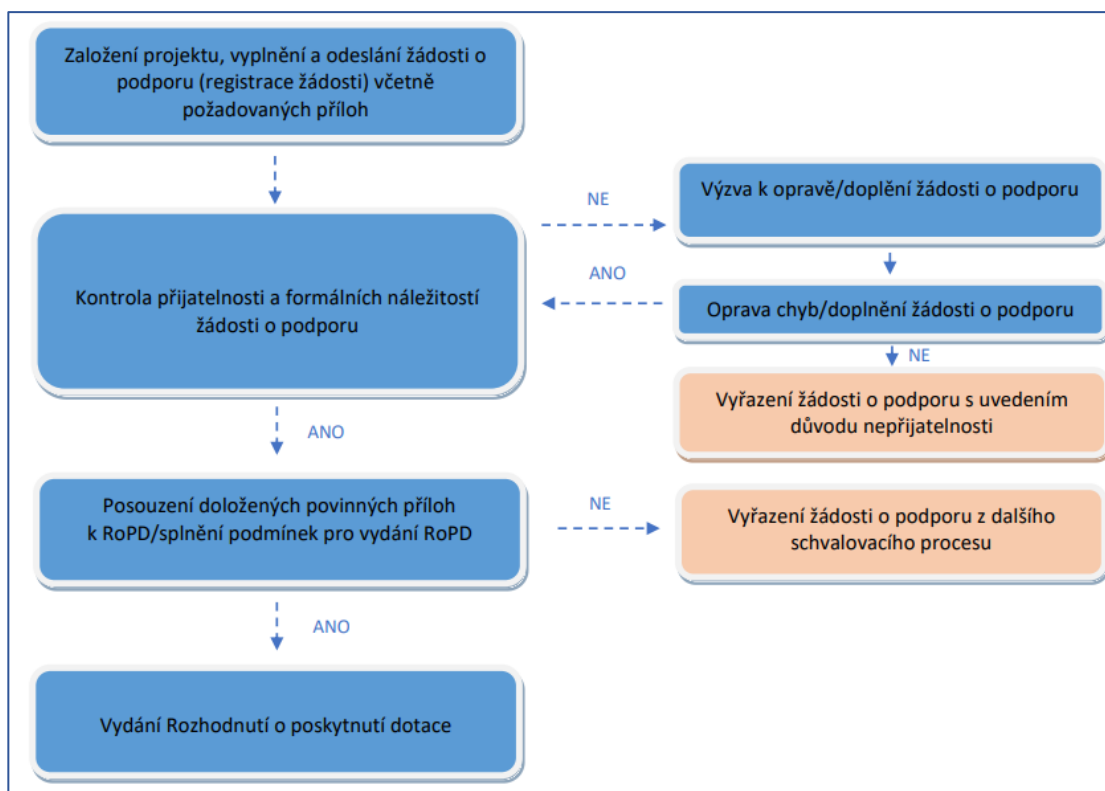 Založení projektu, vyplnění a odeslání žádosti o
podporu (registrace žádosti) včetně
požadovaných příloh
NE
Výzva k opravě/doplění žádosti o podporu
Kontrola přijatelnosti a formálních náležitostí
žádosti o podporu
ANO
Oprava chyb/doplnění žádosti o podporu
NE
Vyřazení žádosti o podporu s uvedením
důvodu nepřijatelnosti
ANO
Posouzení doložených povinných příloh
k RoPD/splnění podmínek pro vydání RoPD
NE
Vyřazení žádosti o podporu z dalšího
schvalovacího procesu
ANO
Vydání Rozhodnutí o poskytnutí dotace